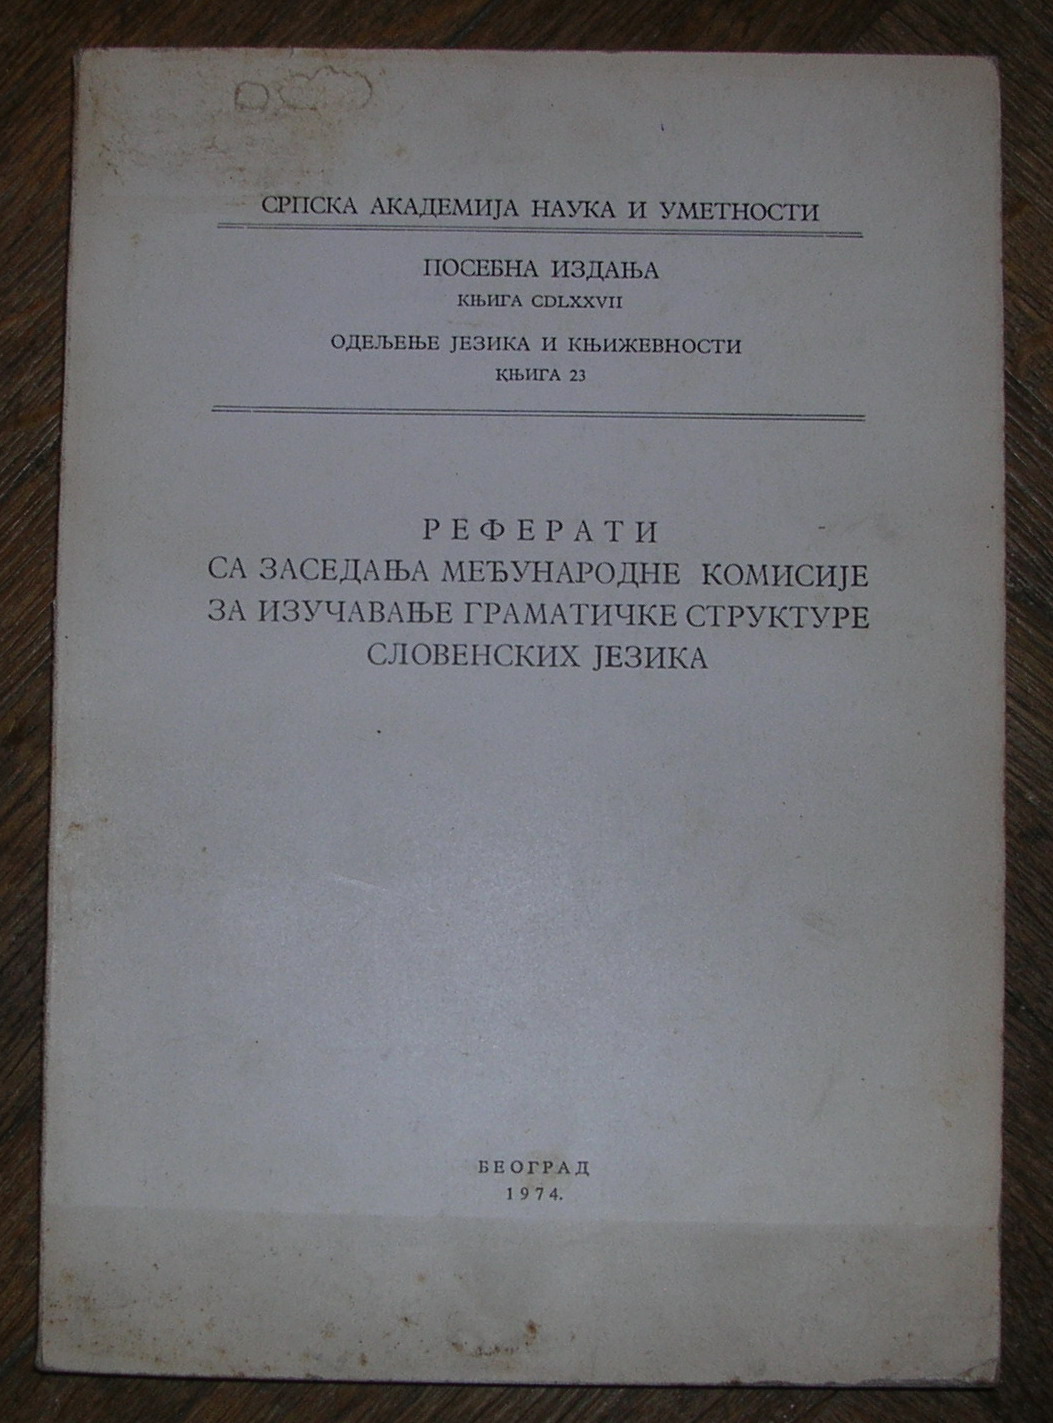 СРПСКА АКАДЕМИЈА НАУКА И УМЕТНОСТИ
ПОСЕБНА ИЗДАЊА
КЊИГА CDLXXVII
ОДЕЉЕЊЕ ЈЕЗИКА И КЊИЖЕВНОСТИ
КЊИГА 23
РЕФЕРАТИ
СА ЗАСЕДАЊА МЕЂУНАРОДНЕ КОМИСИЈЕ
ЗА ИЗУЧАВАЊЕ ГРАМАТИЧКЕ СТРУКТУРЕ
СЛОВЕНСКИХ ЈЕЗИКА
БЕОГРАД
1974.